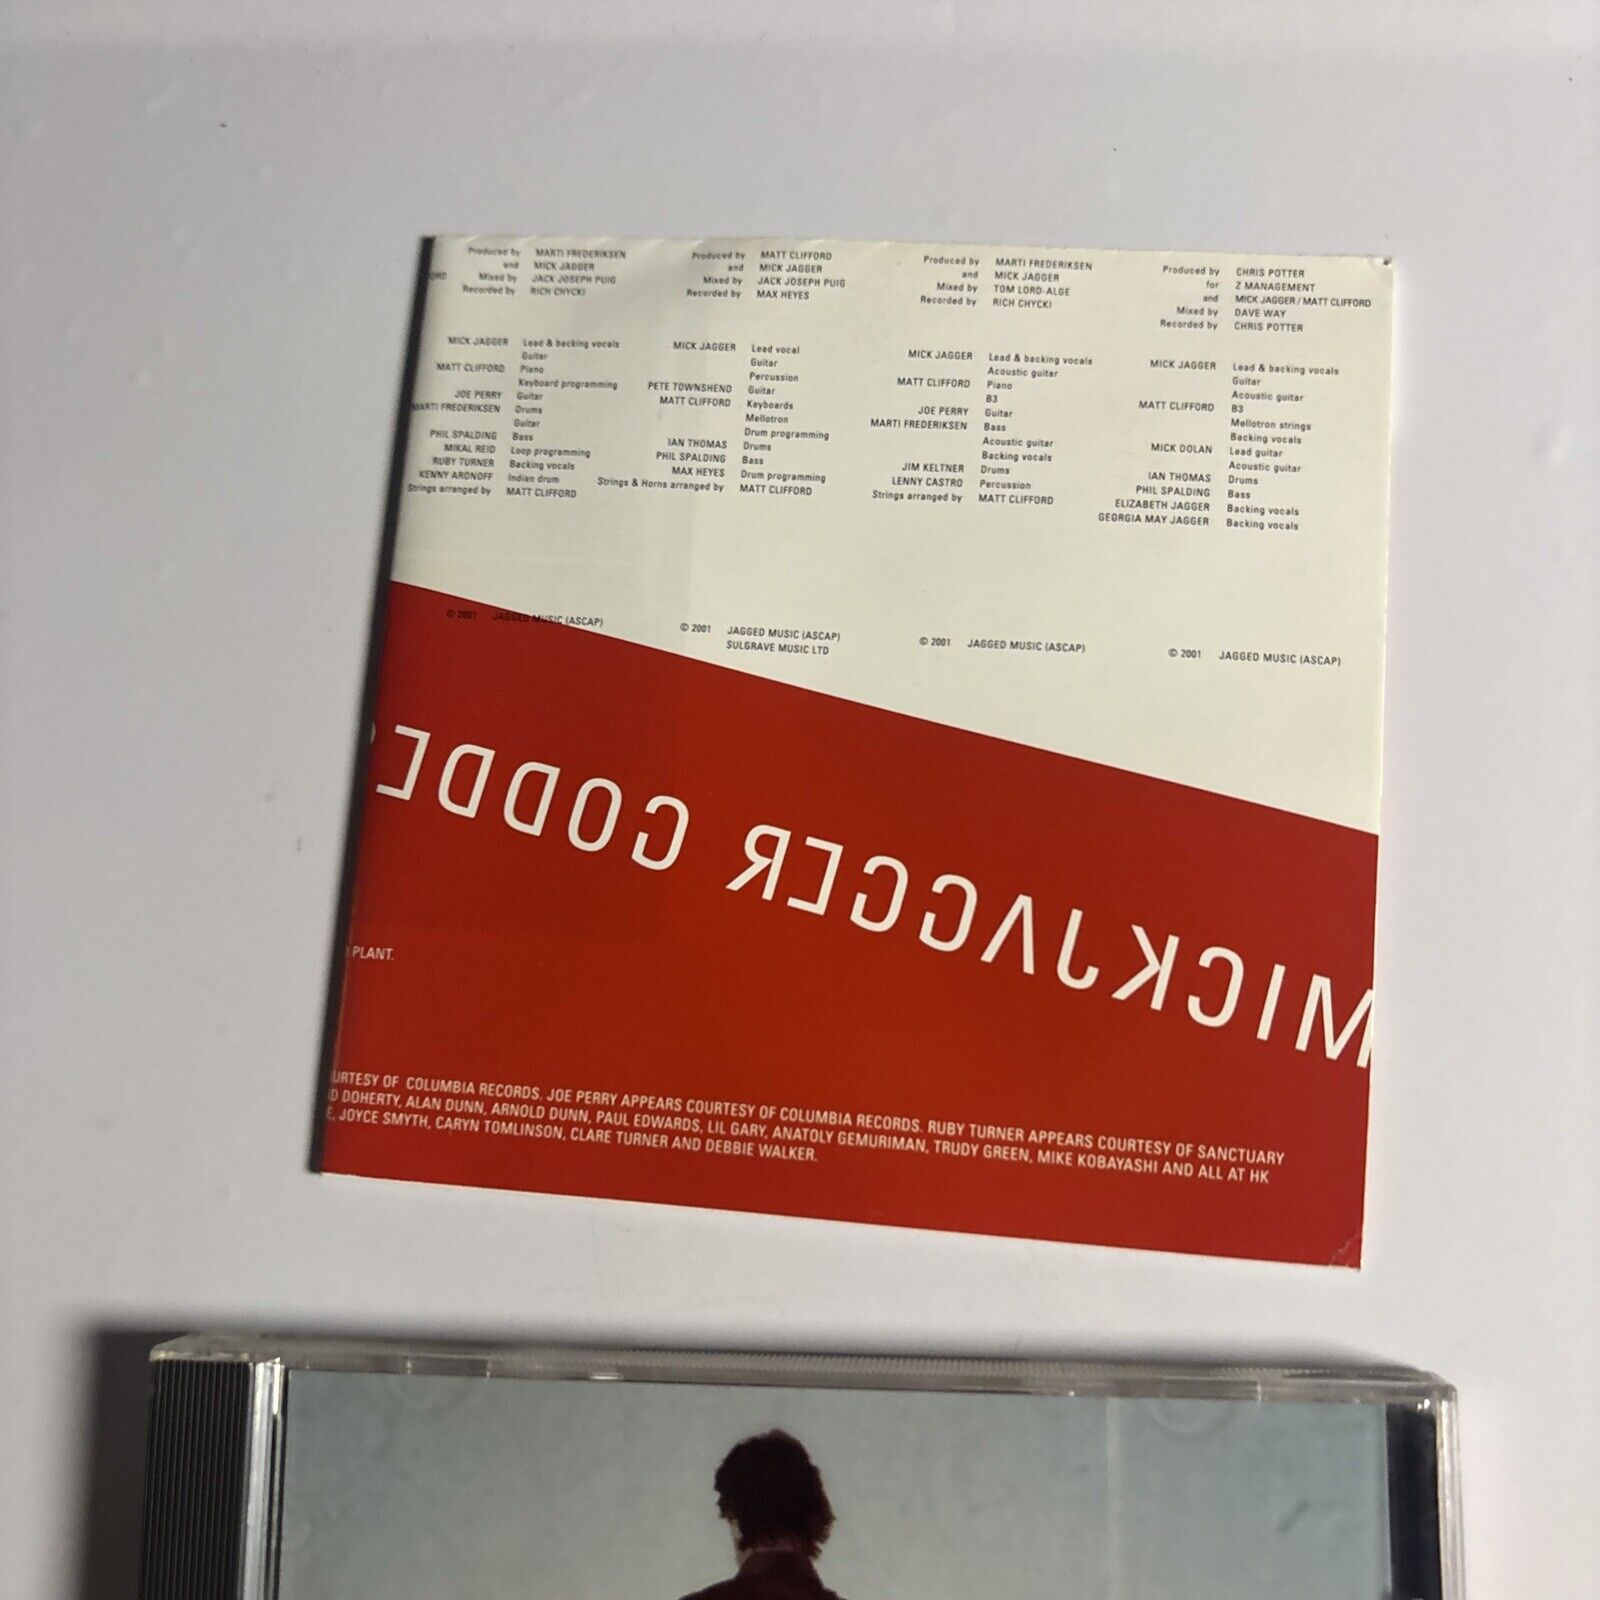 Produced by MARTI FREDERIKSEN
and MICK JAGGER
Mixed by JACK JOSEPH PUIG
Recorded by RICH CHYCKI
MICK JAGGER Lead & backing vocals
Guitar
MATT CLIFFORD Piano
Keyboard programming
JOE PERRY Guitar
MARTI FREDERIKSEN Drums
Guitar
PHIL SPALDING Bass
MIKAL REID Loop programming
RUBY TURNER Backing vocals
KENNY ARONOFF Indian drum
Strings arranged by MATT CLIFFORD
© 2001 JAGGED MUSIC (ASCAP)
Produced by MATT CLIFFORD
and MICK JAGGER
Mixed by JACK JOSEPH PUIG
Recorded by MAX HEYES
MICK JAGGER Lead vocal
Guitar
Percussion
PETE TOWNSHEND Guitar
MATT CLIFFORD Keyboards
Mellotron
Drum programming
IAN THOMAS Drums
PHIL SPALDING Bass
MAX HEYES Drum programming
Strings & Horns arranged by MATT CLIFFORD
© 2001 JAGGED MUSIC (ASCAP)
SULGRAVE MUSIC LTD
Produced by MARTI FREDERIKSEN
and MICK JAGGER
Mixed by TOM LORD-ALGE
Recorded by RICH CHYCKI
MICK JAGGER Lead & backing vocals
Acoustic guitar
MATT CLIFFORD Piano
B3
JOE PERRY Guitar
MARTI FREDERIKSEN Bass
Acoustic guitar
Backing vocals
JIM KELTNER Drums
LENNY CASTRO Percussion
Strings arranged by MATT CLIFFORD
© 2001 JAGGED MUSIC (ASCAP)
Produced by CHRIS POTTER
for Z MANAGEMENT
and MICK JAGGER / MATT CLIFFORD
Mixed by DAVE WAY
Recorded by CHRIS POTTER
MICK JAGGER Lead & backing vocals
Guitar
Acoustic guitar
MATT CLIFFORD B3
Mellotron strings
Backing vocals
MICK DOLAN Lead guitar
Acoustic guitar
IAN THOMAS Drums
PHIL SPALDING Bass
ELIZABETH JAGGER Backing vocals
GEORGIA MAY JAGGER Backing vocals
© 2001 JAGGED MUSIC (ASCAP)
MICK JAGGER GODDE
PLANT.
URTESY OF COLUMBIA RECORDS. JOE PERRY APPEARS COURTESY OF COLUMBIA RECORDS. RUBY TURNER APPEARS COURTESY OF SANCTUARY
D DOHERTY, ALAN DUNN, ARNOLD DUNN, PAUL EDWARDS, LIL GARY, ANATOLY GEMURIMAN, TRUDY GREEN, MIKE KOBAYASHI AND ALL AT HK
E, JOYCE SMYTH, CARYN TOMLINSON, CLARE TURNER AND DEBBIE WALKER.